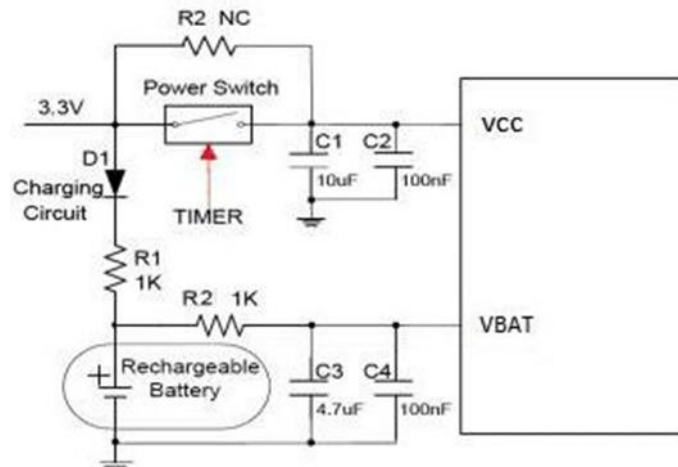 R2 NC
Power Switch
3.3V
VCC
D1
C1
C2
10uF
100nF
Charging
Circuit
TIMER
R1
1K
R2 1K
VBAT
+
Rechargeable
Battery
C3
C4
4.7uF
100nF